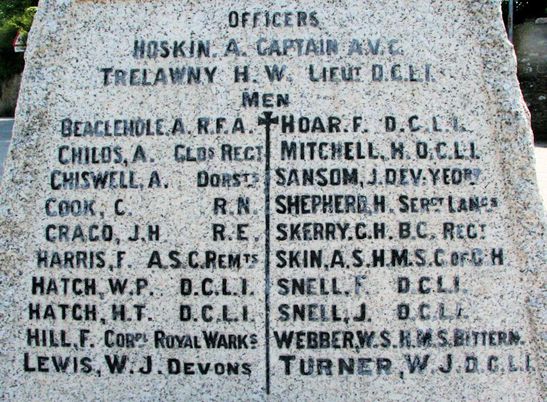 OFFICERS
HOSKIN. A. CAPTAIN A.V.C.
TRELAWNY H.W. LIEUT D.C.L.I.
MEN
BEAGLEHOLE, A. R.F.A.
CHILDS, A. GLOS REGT
CHISWELL, A. DORSTS
COOK, C. R.N.
CRAGO, J.H R.E.
HARRIS, F A.S.C. REMTS
HATCH, W.P. D.C.L.I.
HATCH, H.T. D.C.L.I.
HILL, F. CORPL ROYAL WARKS
LEWIS, W.J. DEVONS
HOAR. F. D.C.L.I.
MITCHELL, H. D.C.L.I.
SANSOM, J. DEV. YEORY
SHEPHERD, H. SERGT LANCS
SKERRY, C.H. B.C. REGT
SKIN, A.S. H.M.S. C OF G H
SNELL, F D.C.L.I.
SNELL, J. D.C.L.I.
WEBBER, W.S. H.M.S. BITTERN.
TURNER, W.J. D.C.L.I.